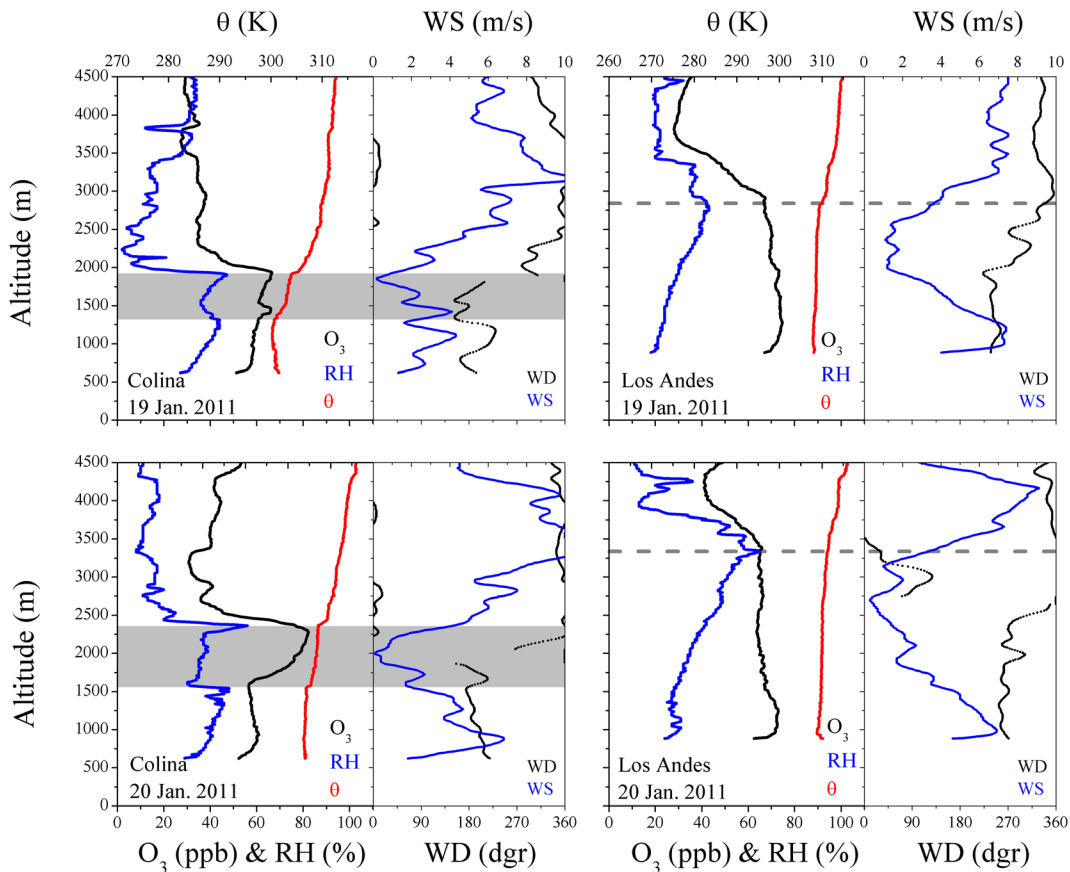 θ (K) WS (m/s) θ (K) WS (m/s)
270 280 290 300 310 0 2 4 6 8 10 260 270 280 290 300 310 0 2 4 6 8 10
4500
4000
3500
3000
2500
2000
1500
1000
500
0
Altitude (m)
O3
RH
θ
Colina
19 Jan. 2011
WD
WS
O3
RH
θ
Los Andes
19 Jan. 2011
WD
WS
4500
4000
3500
3000
2500
2000
1500
1000
500
0
Altitude (m)
O3
RH
θ
Colina
20 Jan. 2011
WD
WS
O3
RH
θ
Los Andes
20 Jan. 2011
WD
WS
0 20 40 60 80 100 0 90 180 270 360 20 40 60 80 100 0 90 180 270 360
O3 (ppb) & RH (%) WD (dgr) O3 (ppb) & RH (%) WD (dgr)